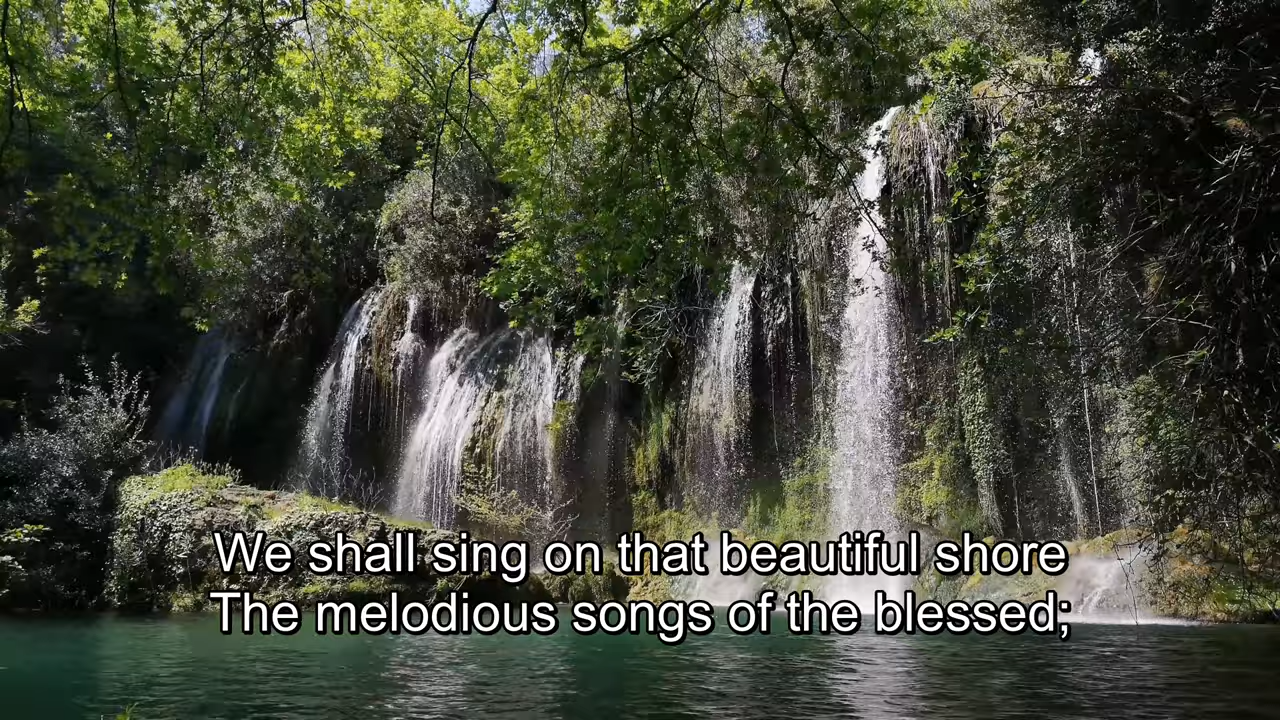 We shall sing on that beautiful shore
The melodious songs of the blessed;